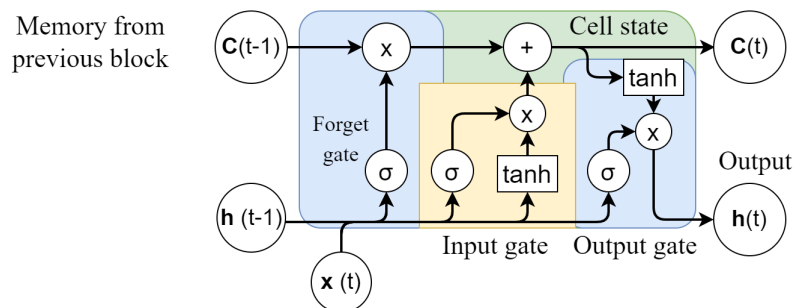 Memory from
previous block
C(t-1)
x
+
Cell state
C(t)
tanh
Forget
gate
x
x
σ
σ
tanh
σ
Output
h (t-1)
h(t)
Input gate
Output gate
x (t)